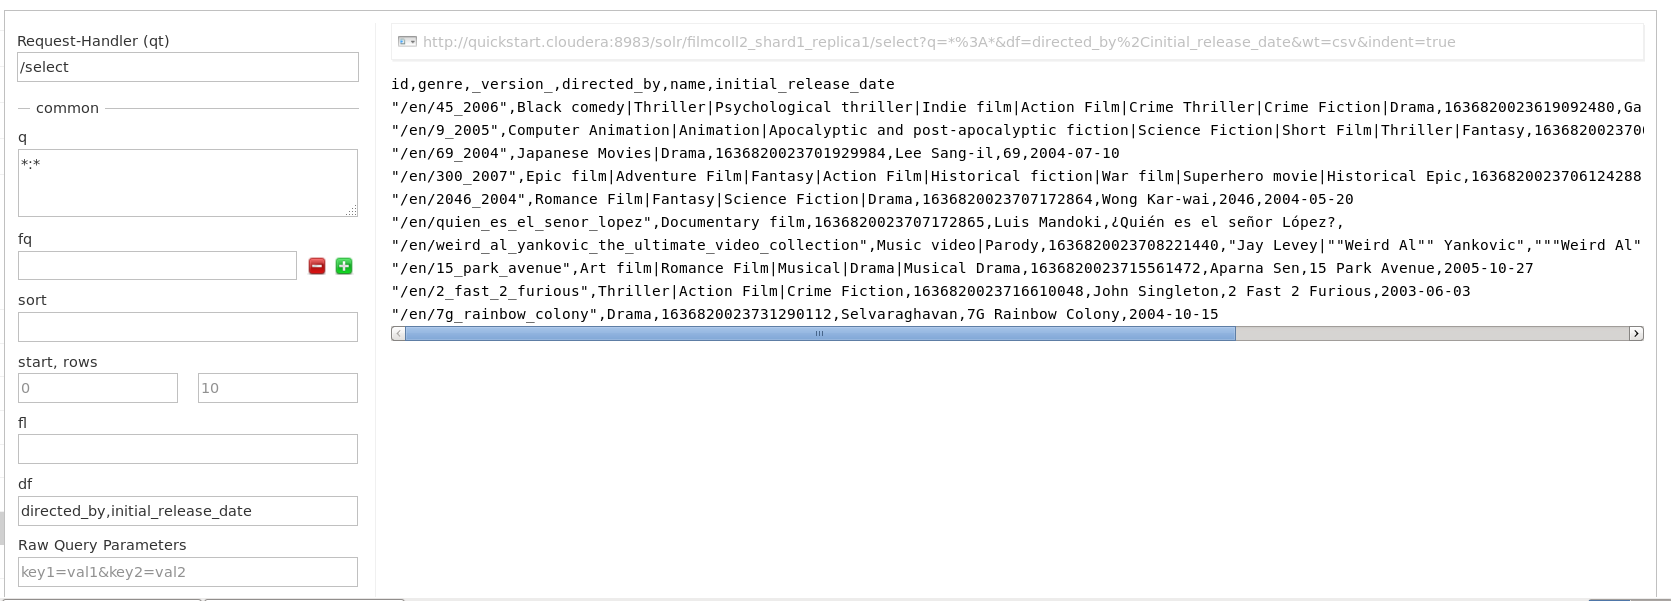 Request-Handler (qt)
/select
common
q
*:*
fq
sort
start, rows
0 10
fl
df
directed_by,initial_release_date
Raw Query Parameters
key1=val1&key2=val2
http://quickstart.cloudera:8983/solr/filmcoll2_shard1_replica1/select?q=*%3A*&df=directed_by%2Cinitial_release_date&wt=csv&indent=true
id,genre,_version_,directed_by,name,initial_release_date
"/en/45_2006",Black comedy|Thriller|Psychological thriller|Indie film|Action Film|Crime Thriller|Crime Fiction|Drama,1636820023619092480,Ga
"/en/9_2005",Computer Animation|Animation|Apocalyptic and post-apocalyptic fiction|Science Fiction|Short Film|Thriller|Fantasy,163682002370
"/en/69_2004",Japanese Movies|Drama,1636820023701929984,Lee Sang-il,69,2004-07-10
"/en/300_2007",Epic film|Adventure Film|Fantasy|Action Film|Historical fiction|War film|Superhero movie|Historical Epic,1636820023706124288
"/en/2046_2004",Romance Film|Fantasy|Science Fiction|Drama,1636820023707172864,Wong Kar-wai,2046,2004-05-20
"/en/quien_es_el_senor_lopez",Documentary film,1636820023707172865,Luis Mandoki,¿Quién es el señor López?,
"/en/weird_al_yankovic_the_ultimate_video_collection",Music video|Parody,1636820023708221440,"Jay Levey|""Weird Al"" Yankovic","""Weird Al"
"/en/15_park_avenue",Art film|Romance Film|Musical|Drama|Musical Drama,1636820023715561472,Aparna Sen,15 Park Avenue,2005-10-27
"/en/2_fast_2_furious",Thriller|Action Film|Crime Fiction,1636820023716610048,John Singleton,2 Fast 2 Furious,2003-06-03
"/en/7g_rainbow_colony",Drama,1636820023731290112,Selvaraghavan,7G Rainbow Colony,2004-10-15